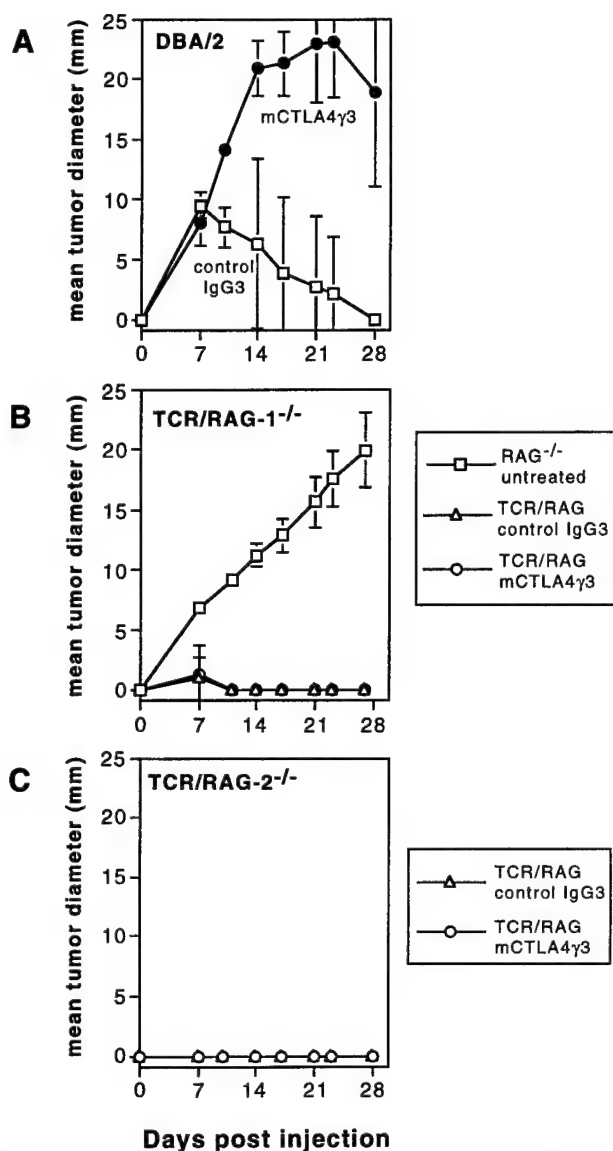 A
DBA/2
mean tumor diameter (mm)
25
20
15
10
5
0
mCTLA4γ3
control
IgG3
0 7 14 21 28
B
TCR/RAG-1-/-
mean tumor diameter (mm)
25
20
15
10
5
0
0 7 14 21 28
RAG-/-
untreated
TCR/RAG
control IgG3
TCR/RAG
mCTLA4γ3
C
TCR/RAG-2-/-
mean tumor diameter (mm)
25
20
15
10
5
0
0 7 14 21 28
TCR/RAG
control IgG3
TCR/RAG
mCTLA4γ3
Days post injection